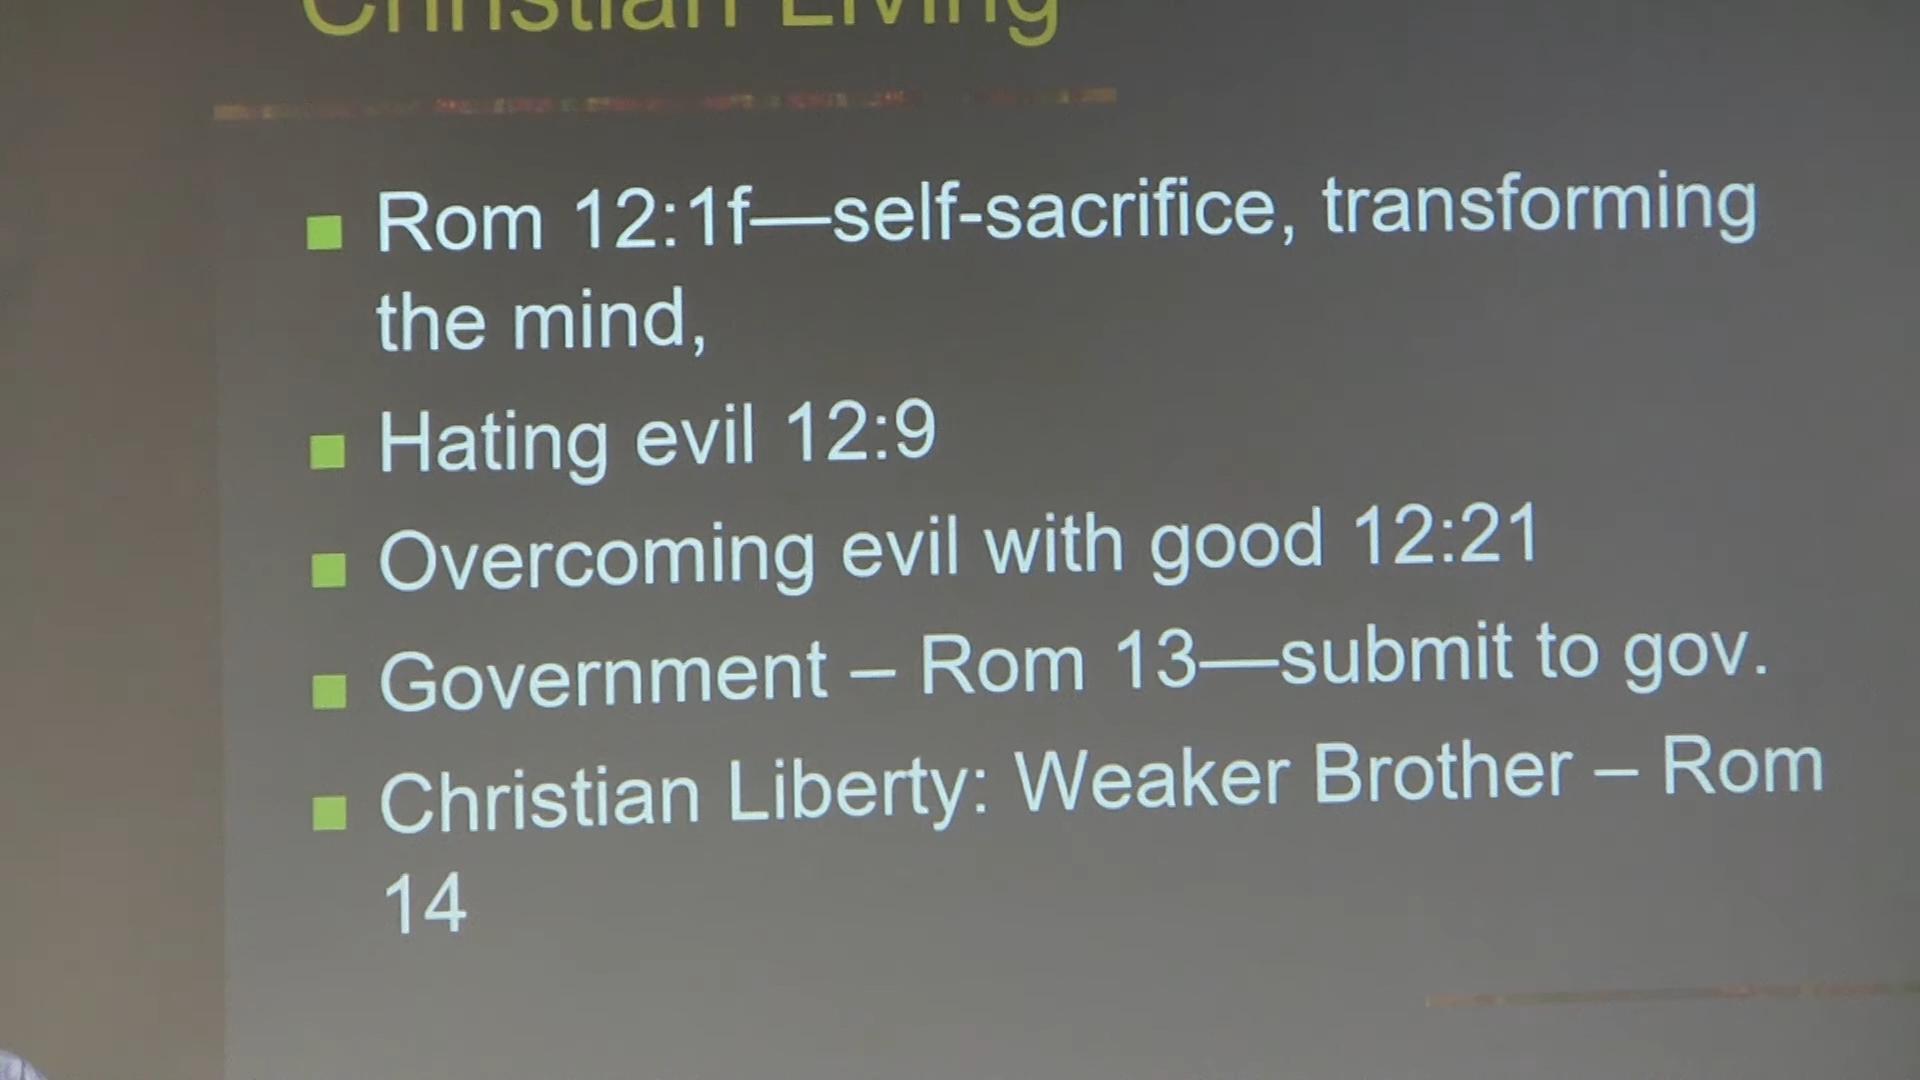 Christian Living
Rom 12:1f—self-sacrifice, transforming
the mind,
Hating evil 12:9
Overcoming evil with good 12:21
Government – Rom 13—submit to gov.
Christian Liberty: Weaker Brother – Rom
14